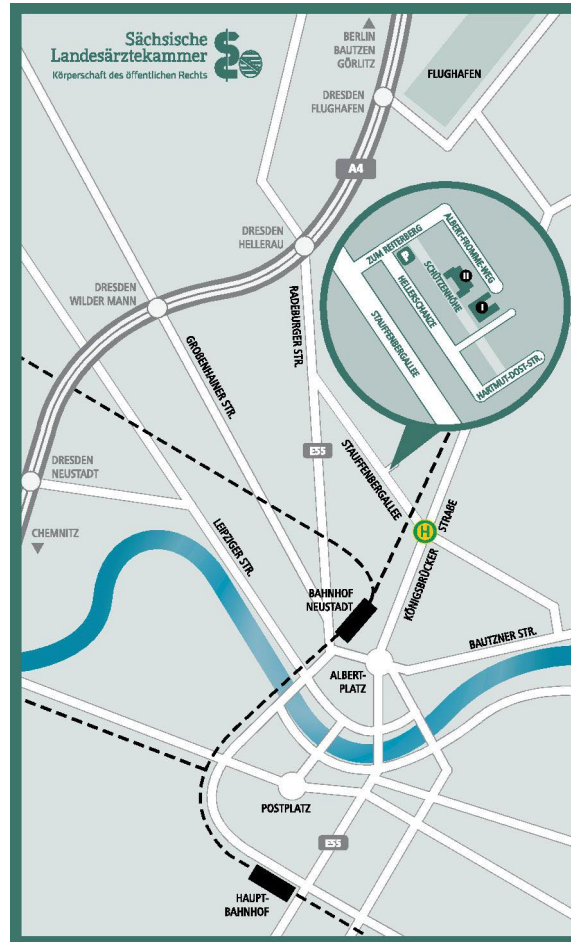 Sächsische
Landesärztekammer
Körperschaft des öffentlichen Rechts
BERLIN
BAUTZEN
GÖRLITZ
FLUGHAFEN
DRESDEN
FLUGHAFEN
A4
DRESDEN
HELLERAU
ZUM REITERBERG
ALBERT-FROMME-WEG
II
I
SCHÜTZENHÖHE
HELLERSCHANZE
STAUFFENBERGALLEE
HARTMUT-DOST-STR.
DRESDEN
WILDER MANN
RADEBURGER STR.
GROßENHAINER STR.
E55
STAUFFENBERGALLEE
DRESDEN
NEUSTADT
CHEMNITZ
LEIPZIGER STR.
H
KÖNIGSBRÜCKER
STRAßE
BAHNHOF
NEUSTADT
BAUTZNER STR.
ALBERT-
PLATZ
POSTPLATZ
E55
HAUPT-
BAHNHOF